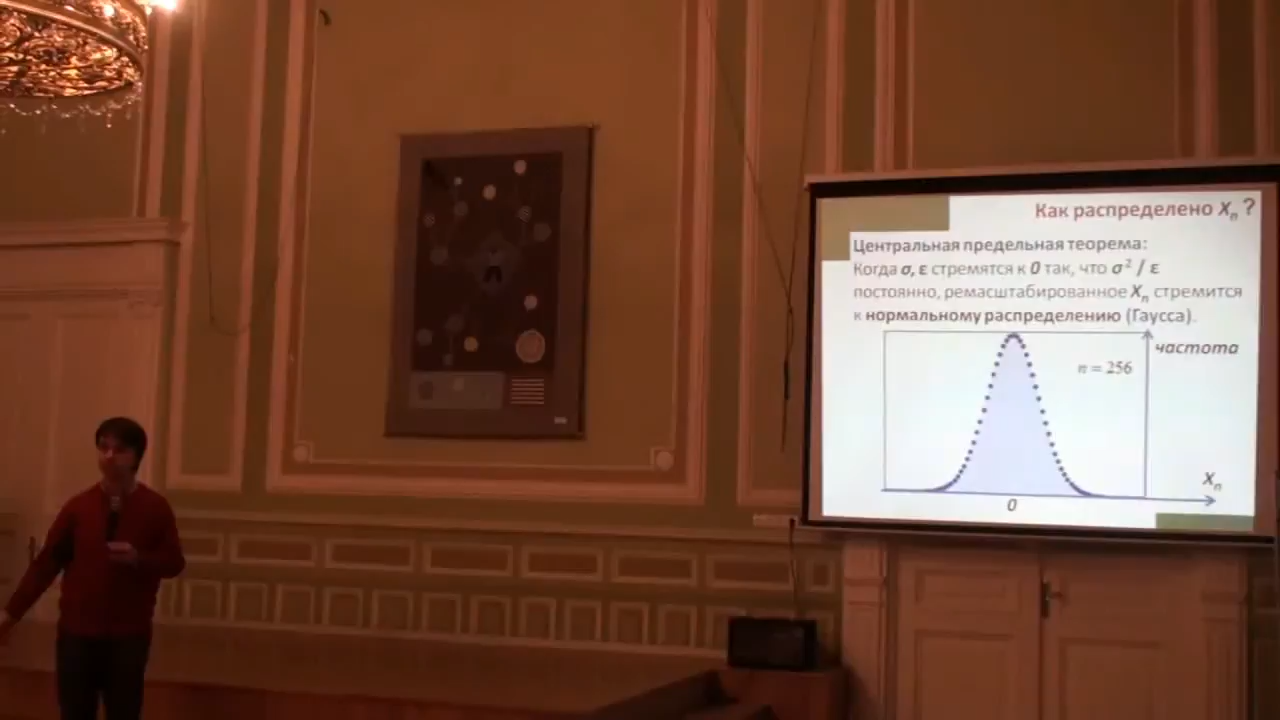 Как распределено Xₙ ?
Центральная предельная теорема:
Когда σ, ε стремятся к 0 так, что σ² / ε
постоянно, ремасштабированное Xₙ стремится
к нормальному распределению (Гаусса).
частота
n = 256
Xₙ
0